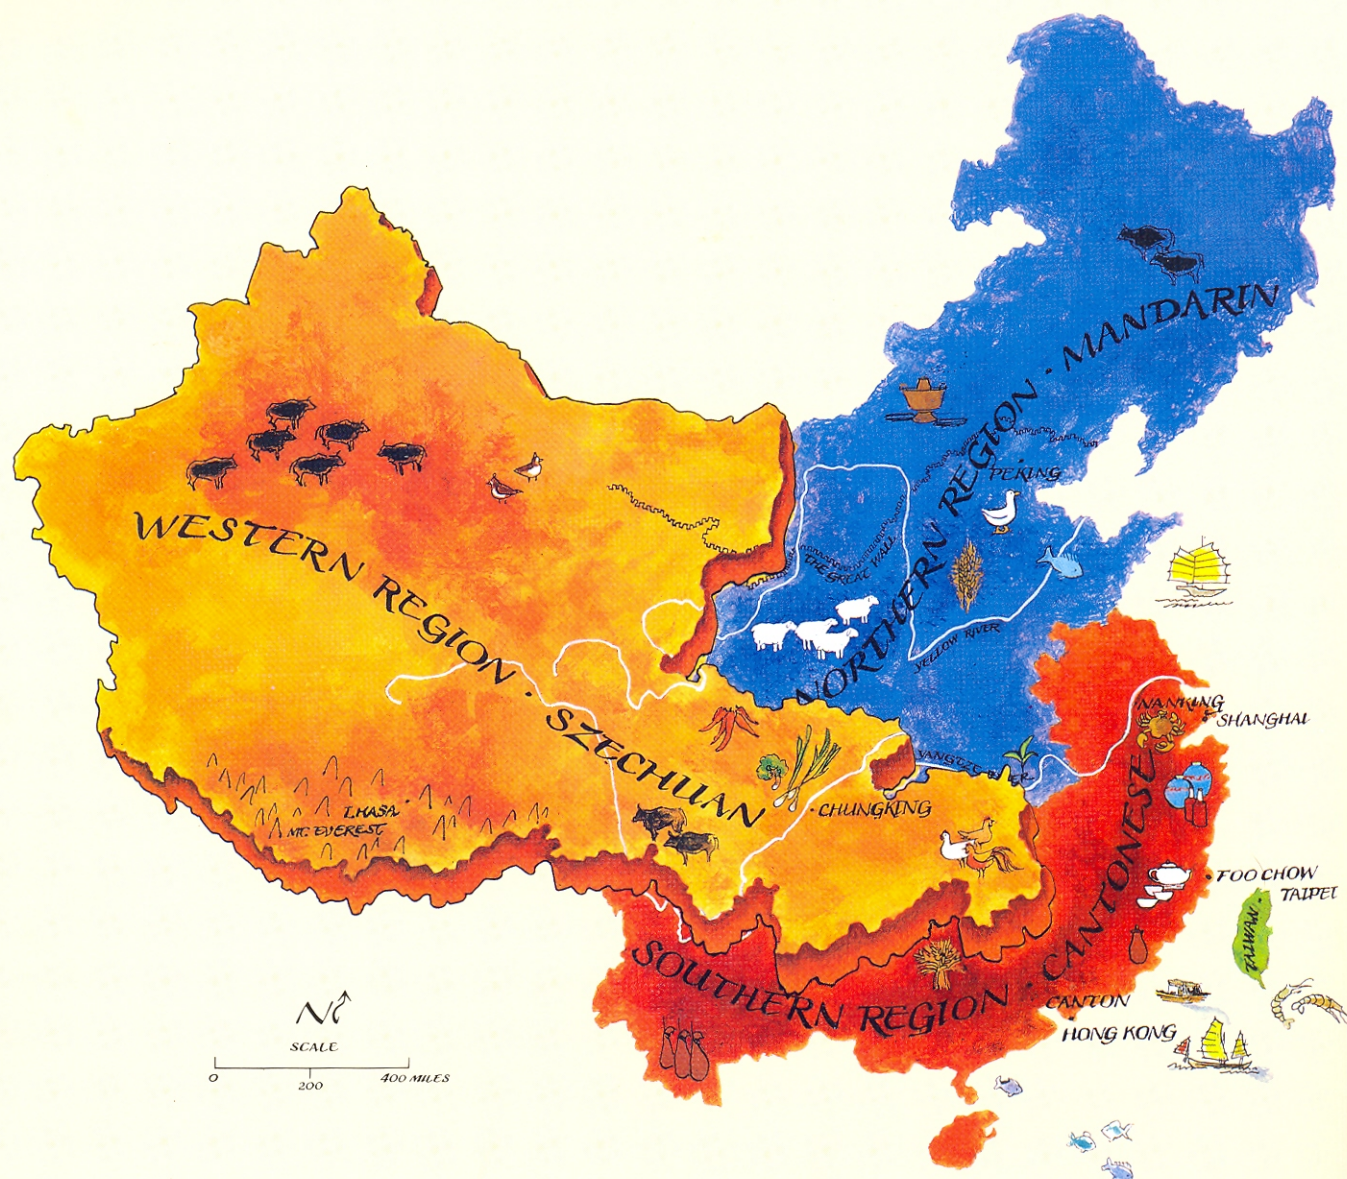 MANDARIN
NORTHERN REGION ·
PEKING
THE GREAT WALL
YELLOW RIVER
WESTERN REGION · SZECHUAN
NANKING
SHANGHAI
YANGTZE RIVER
CHUNGKING
LHASA
MT. EVEREST
FOO CHOW
TAIPEI
TAIWAN
SOUTHERN REGION · CANTONESE
CANTON
HONG KONG
N
SCALE
0 200 400 MILES